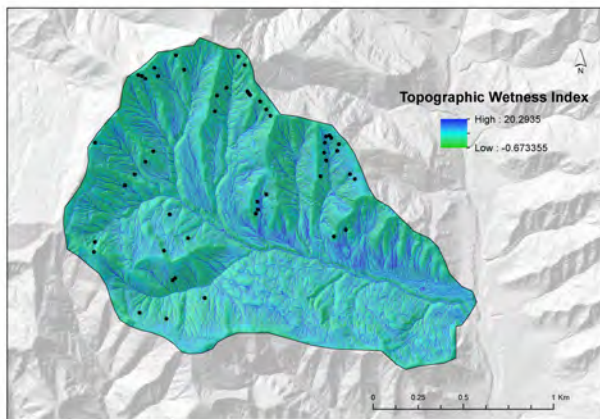 N
Topographic Wetness Index
High : 20.2935
Low : -0.673355
0 0.25 0.5 1 Km